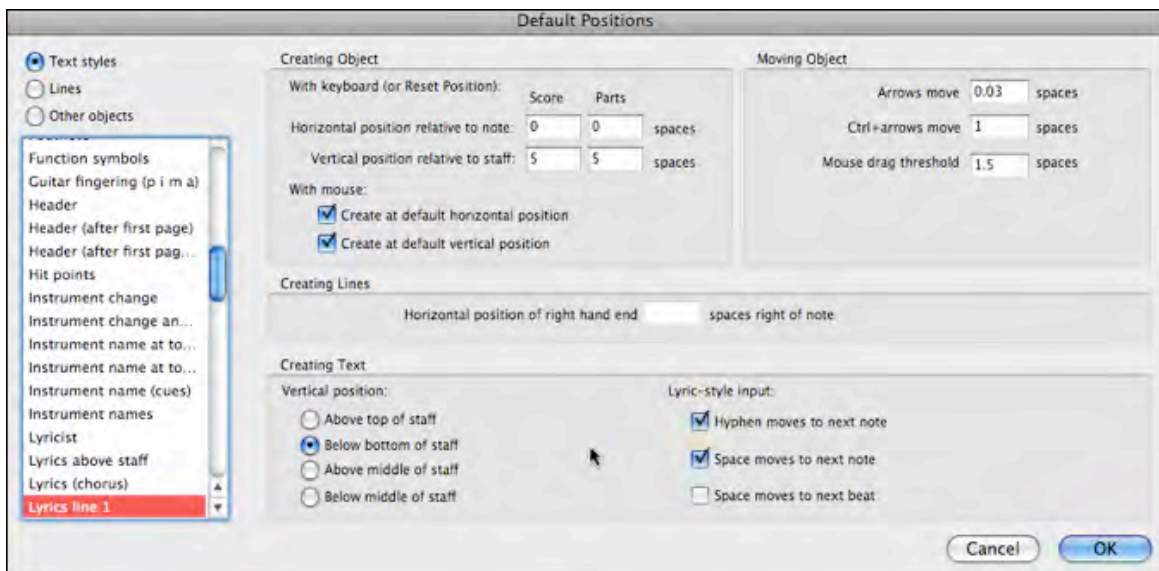 Default Positions
Text styles
Lines
Other objects
Function symbols
Guitar fingering (p i m a)
Header
Header (after first page)
Header (after first pag...
Hit points
Instrument change
Instrument change an...
Instrument name at to...
Instrument name at to...
Instrument name (cues)
Instrument names
Lyricist
Lyrics above staff
Lyrics (chorus)
Lyrics line 1
Creating Object
With keyboard (or Reset Position):
Score Parts
Horizontal position relative to note: 0 0 spaces
Vertical position relative to staff: 5 5 spaces
With mouse:
Create at default horizontal position
Create at default vertical position
Moving Object
Arrows move 0.03 spaces
Ctrl+arrows move 1 spaces
Mouse drag threshold 1.5 spaces
Creating Lines
Horizontal position of right hand end spaces right of note
Creating Text
Vertical position:
Above top of staff
Below bottom of staff
Above middle of staff
Below middle of staff
Lyric-style input:
Hyphen moves to next note
Space moves to next note
Space moves to next beat
Cancel OK